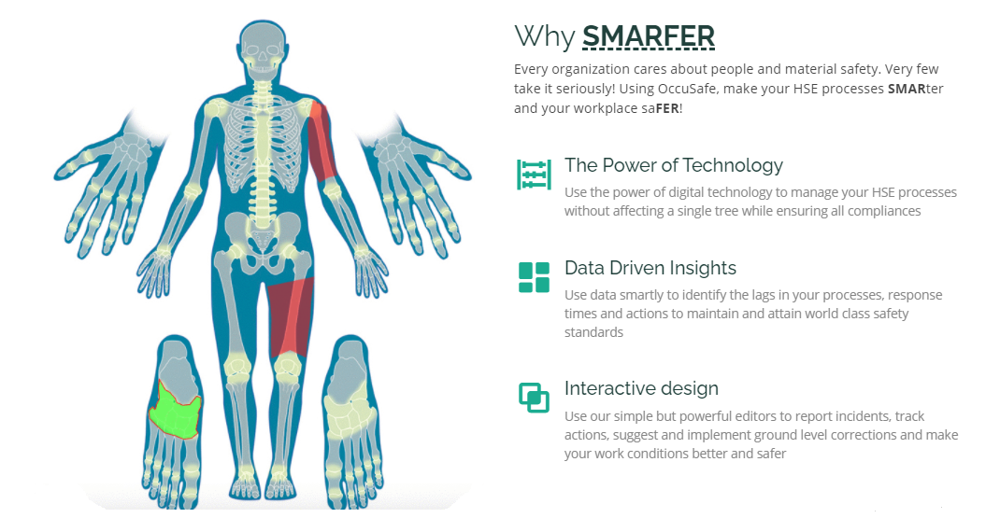 Why SMARFER
Every organization cares about people and material safety. Very few
take it seriously! Using OccuSafe, make your HSE processes SMARter
and your workplace saFER!
The Power of Technology
Use the power of digital technology to manage your HSE processes
without affecting a single tree while ensuring all compliances
Data Driven Insights
Use data smartly to identify the lags in your processes, response
times and actions to maintain and attain world class safety
standards
Interactive design
Use our simple but powerful editors to report incidents, track
actions, suggest and implement ground level corrections and make
your work conditions better and safer